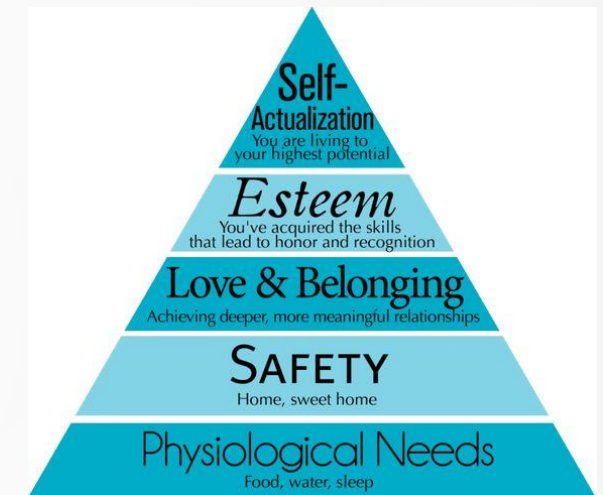 Self-
Actualization
You are living to
your highest potential
Esteem
You've acquired the skills
that lead to honor and recognition
Love & Belonging
Achieving deeper, more meaningful relationships
SAFETY
Home, sweet home
Physiological Needs
Food, water, sleep